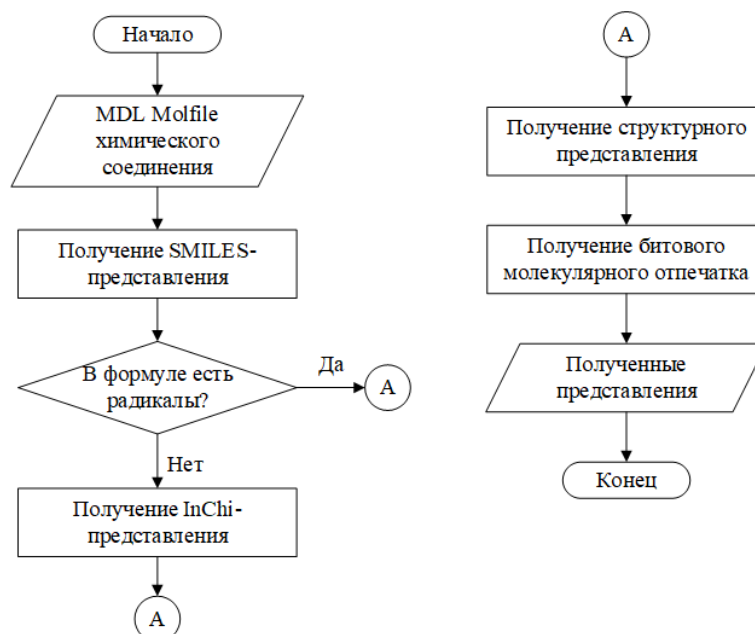 Начало
MDL Molfile
химического
соединения
Получение SMILES-
представления
В формуле есть
радикалы?
Да
А
Нет
Получение InChi-
представления
А
А
Получение структурного
представления
Получение битового
молекулярного отпечатка
Полученные
представления
Конец